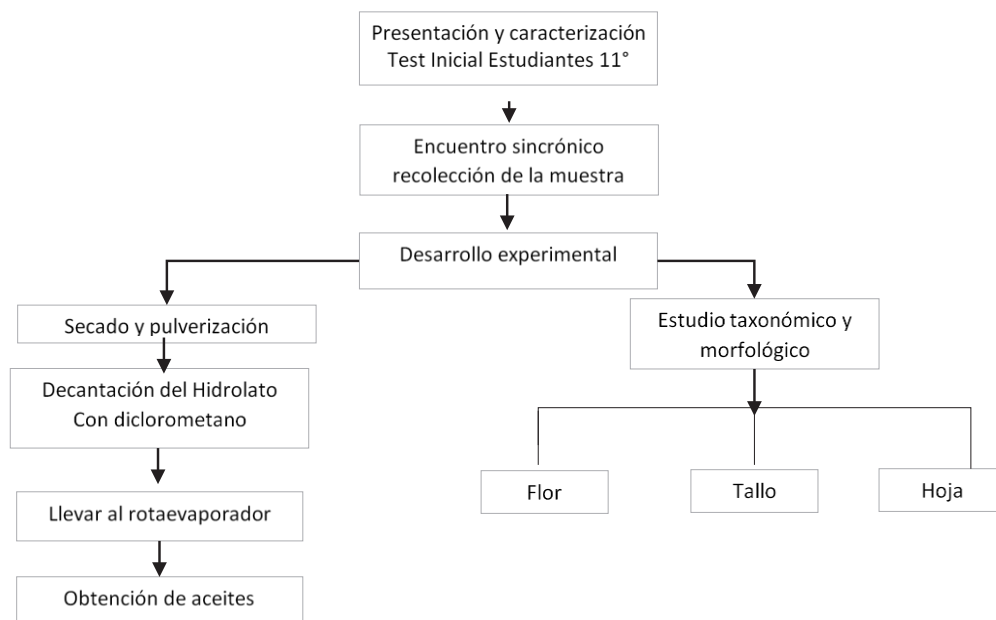 Presentación y caracterización
Test Inicial Estudiantes 11°
Encuentro sincrónico
recolección de la muestra
Desarrollo experimental
Secado y pulverización
Decantación del Hidrolato
Con diclorometano
Llevar al rotaevaporador
Obtención de aceites
Estudio taxonómico y
morfológico
Flor
Tallo
Hoja